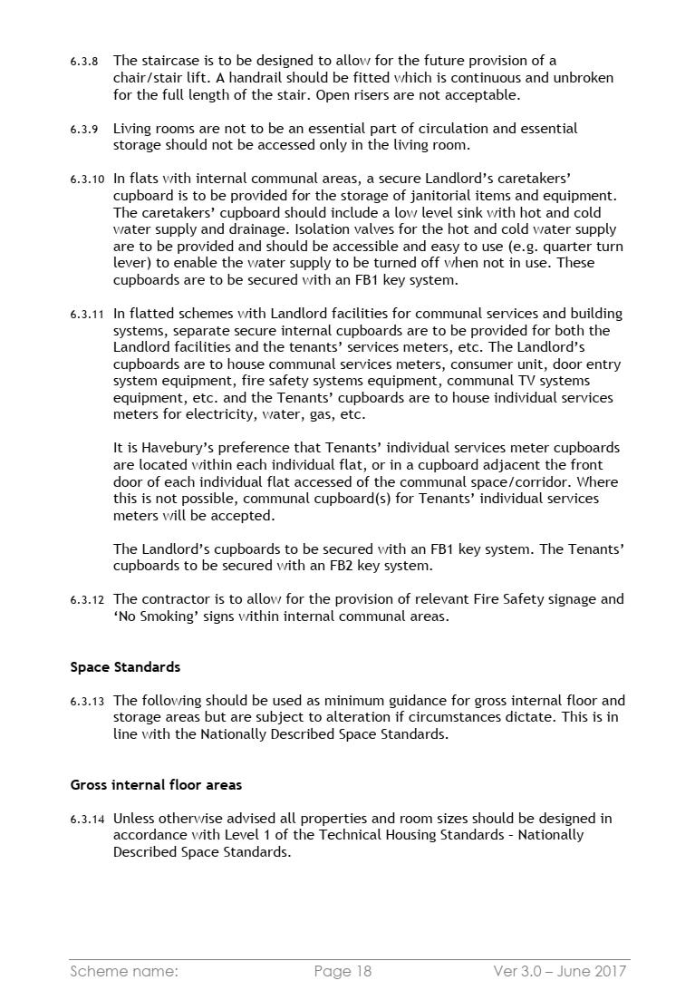 6.3.8 The staircase is to be designed to allow for the future provision of a
chair/stair lift. A handrail should be fitted which is continuous and unbroken
for the full length of the stair. Open risers are not acceptable.
6.3.9 Living rooms are not to be an essential part of circulation and essential
storage should not be accessed only in the living room.
6.3.10 In flats with internal communal areas, a secure Landlord’s caretakers’
cupboard is to be provided for the storage of janitorial items and equipment.
The caretakers’ cupboard should include a low level sink with hot and cold
water supply and drainage. Isolation valves for the hot and cold water supply
are to be provided and should be accessible and easy to use (e.g. quarter turn
lever) to enable the water supply to be turned off when not in use. These
cupboards are to be secured with an FB1 key system.
6.3.11 In flatted schemes with Landlord facilities for communal services and building
systems, separate secure internal cupboards are to be provided for both the
Landlord facilities and the tenants’ services meters, etc. The Landlord’s
cupboards are to house communal services meters, consumer unit, door entry
system equipment, fire safety systems equipment, communal TV systems
equipment, etc. and the Tenants’ cupboards are to house individual services
meters for electricity, water, gas, etc.
It is Havebury’s preference that Tenants’ individual services meter cupboards
are located within each individual flat, or in a cupboard adjacent the front
door of each individual flat accessed of the communal space/corridor. Where
this is not possible, communal cupboard(s) for Tenants’ individual services
meters will be accepted.
The Landlord’s cupboards to be secured with an FB1 key system. The Tenants’
cupboards to be secured with an FB2 key system.
6.3.12 The contractor is to allow for the provision of relevant Fire Safety signage and
‘No Smoking’ signs within internal communal areas.
Space Standards
6.3.13 The following should be used as minimum guidance for gross internal floor and
storage areas but are subject to alteration if circumstances dictate. This is in
line with the Nationally Described Space Standards.
Gross internal floor areas
6.3.14 Unless otherwise advised all properties and room sizes should be designed in
accordance with Level 1 of the Technical Housing Standards – Nationally
Described Space Standards.
Scheme name: Page 18 Ver 3.0 – June 2017